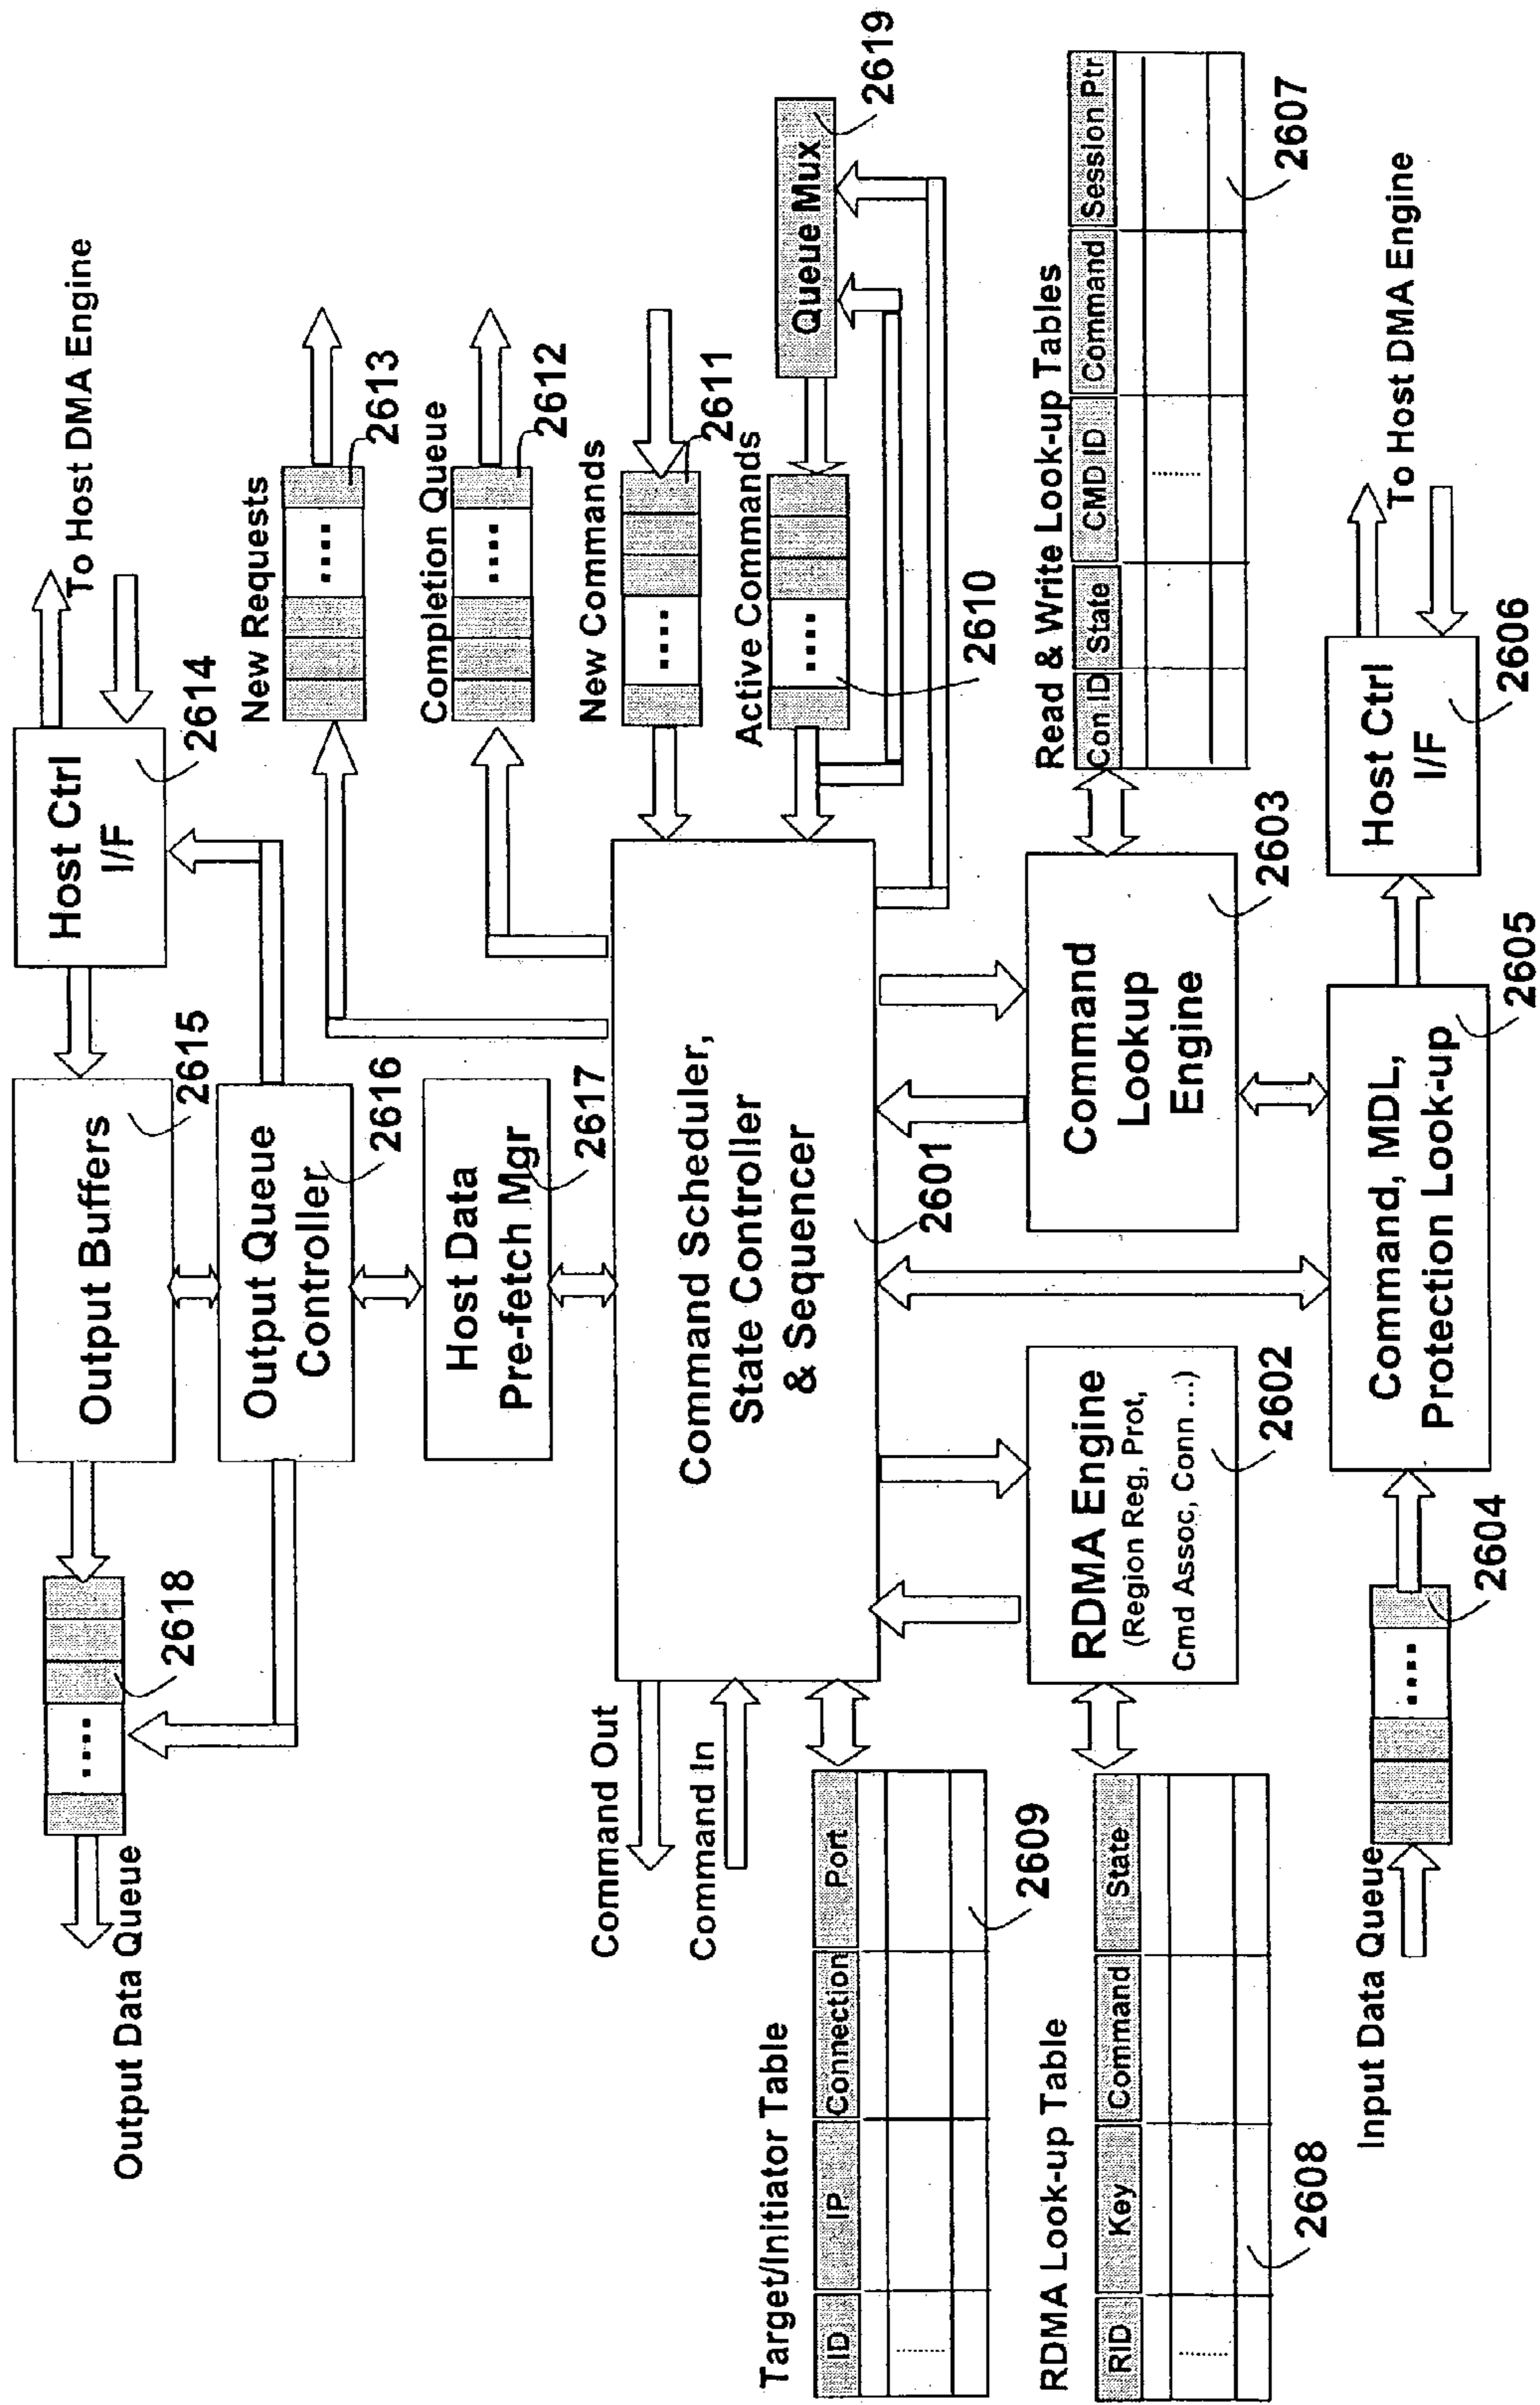 Output Data Queue
2618
Output Buffers
2615
Host Ctrl
I/F
2614
To Host DMA Engine
Output Queue
Controller
2616
Host Data
Pre-fetch Mgr
2617
New Requests
2613
Completion Queue
2612
New Commands
2611
Active Commands
2610
Queue Mux
2619
Command Out
Command In
Command Scheduler,
State Controller
& Sequencer
2601
Target/Initiator Table
ID IP Connection Port
2609
RDMA Look-up Table
RID Key Command State
2608
RDMA Engine
(Region Reg, Prot,
Cmd Assoc, Conn ...)
2602
Command
Lookup
Engine
2603
Read & Write Look-up Tables
Con ID State CMD ID Command Session Ptr
2607
Input Data Queue
2604
Command, MDL,
Protection Look-up
2605
Host Ctrl
I/F
2606
To Host DMA Engine